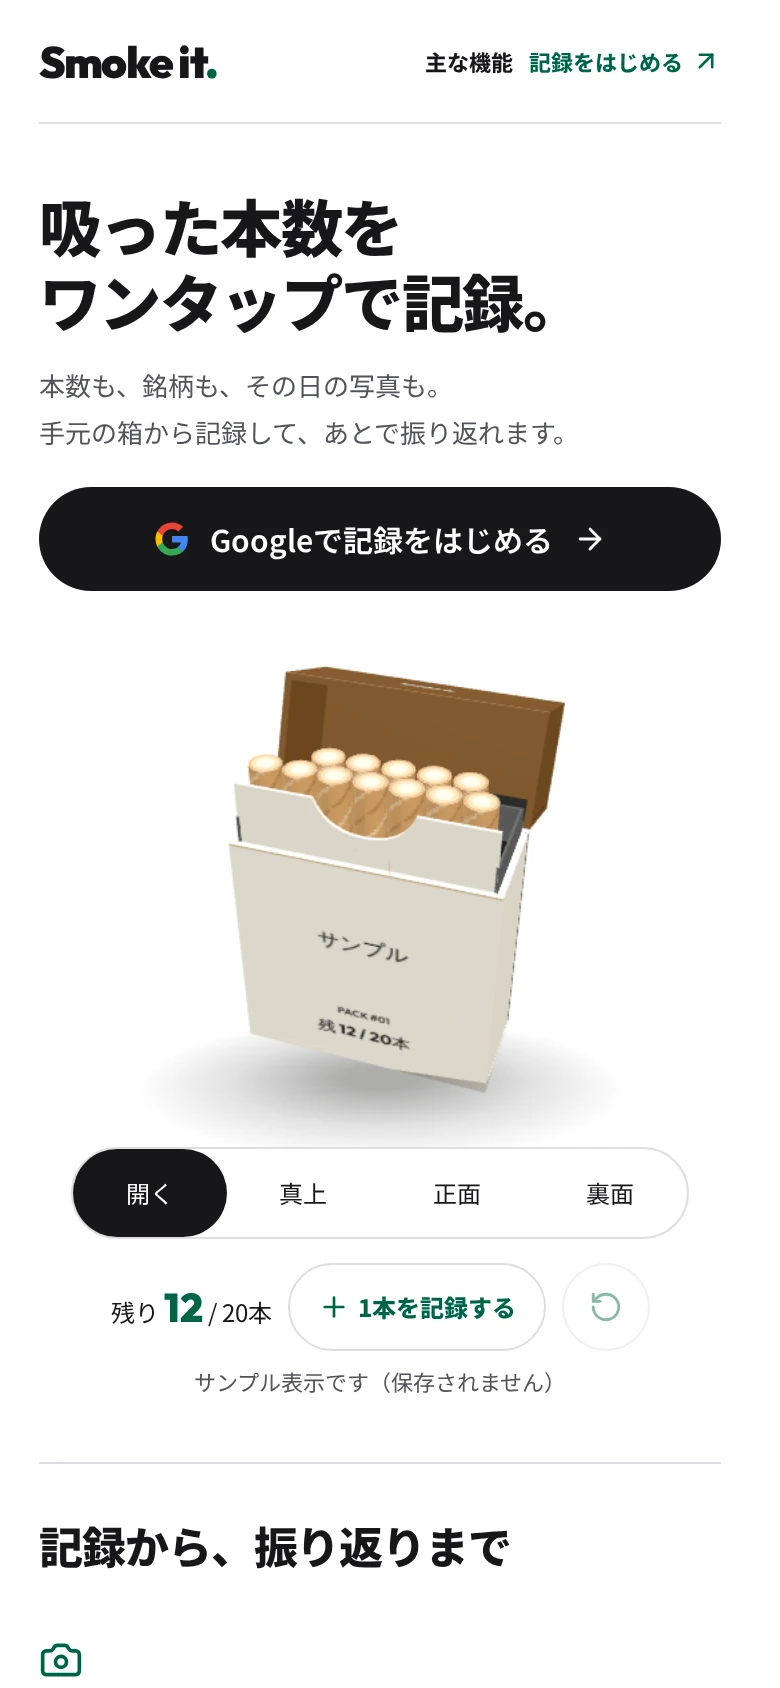 Smoke it.
主な機能 記録をはじめる
吸った本数を
ワンタップで記録。
本数も、銘柄も、その日の写真も。
手元の箱から記録して、あとで振り返れます。
Googleで記録をはじめる
サンプル
PACK #01
残12 / 20本
開く 真上 正面 裏面
残り 12 / 20本 1本を記録する
サンプル表示です（保存されません）
記録から、振り返りまで